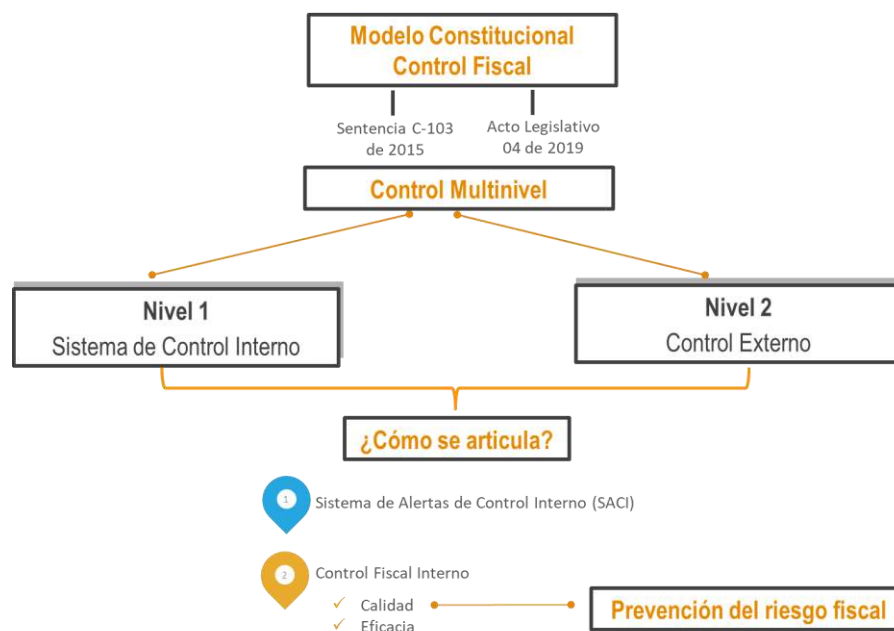 Modelo Constitucional
Control Fiscal
Sentencia C-103
de 2015
Acto Legislativo
04 de 2019
Control Multinivel
Nivel 1
Sistema de Control Interno
Nivel 2
Control Externo
¿Cómo se articula?
1
Sistema de Alertas de Control Interno (SACI)
2
Control Fiscal Interno
✓ Calidad
✓ Eficacia
Prevención del riesgo fiscal